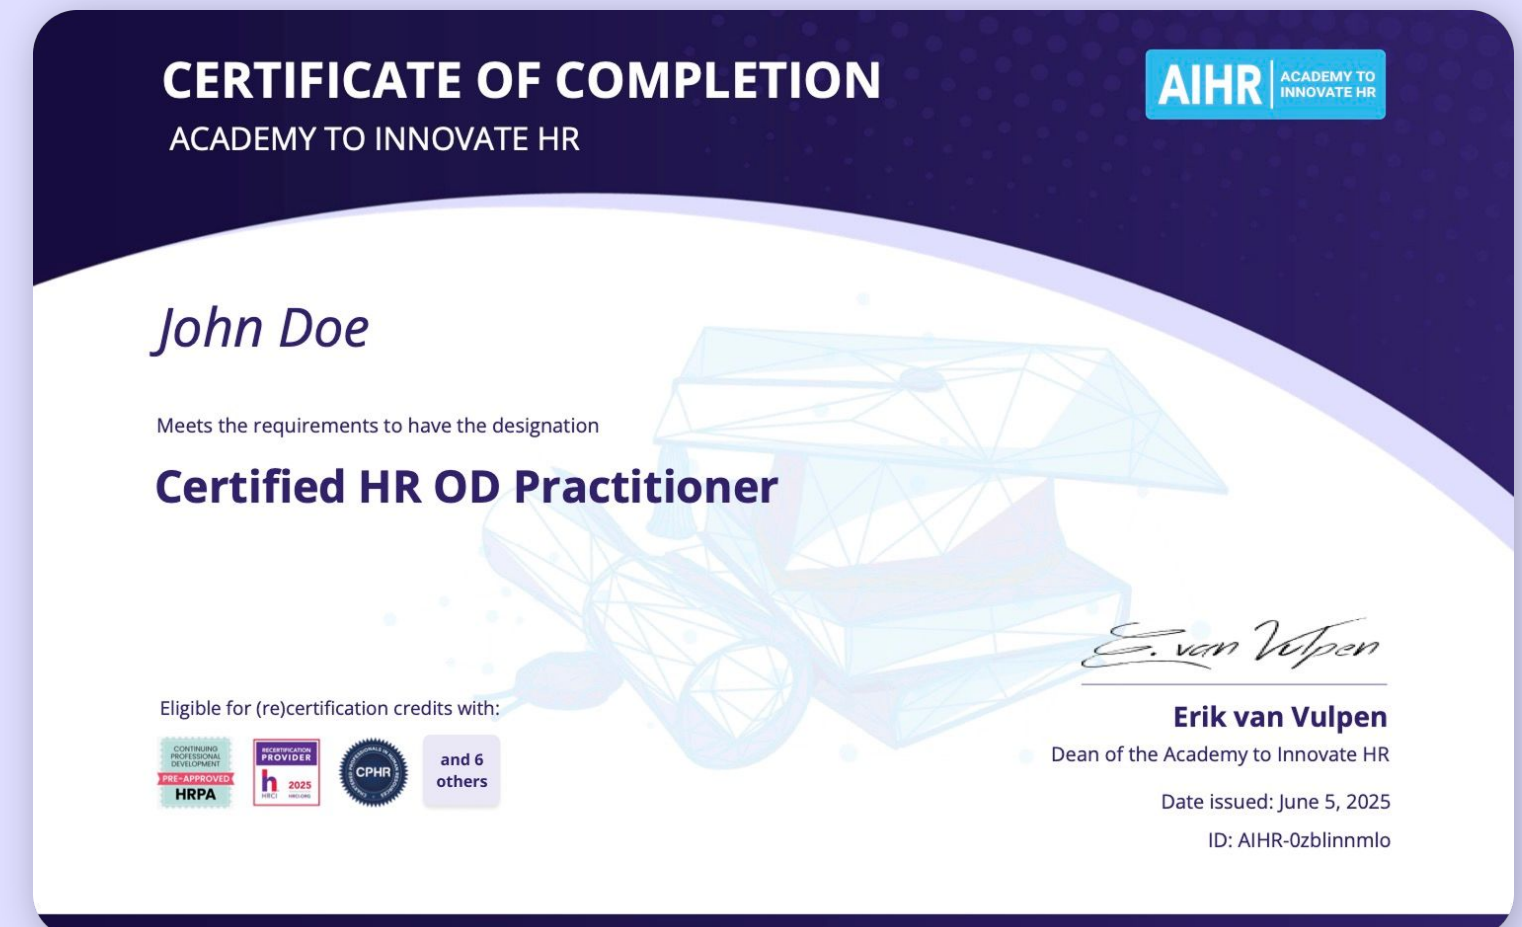 CERTIFICATE OF COMPLETION
ACADEMY TO INNOVATE HR
AIHR
ACADEMY TO
INNOVATE HR
John Doe
Meets the requirements to have the designation
Certified HR OD Practitioner
Eligible for (re)certification credits with:
CONTINUING
PROFESSIONAL
DEVELOPMENT
PRE-APPROVED
HRPA
RECERTIFICATION
PROVIDER
h
2025
HRCI
HRCI.ORG
CPHR
and 6
others
E. van Vulpen
Erik van Vulpen
Dean of the Academy to Innovate HR
Date issued: June 5, 2025
ID: AIHR-0zblinnmlo